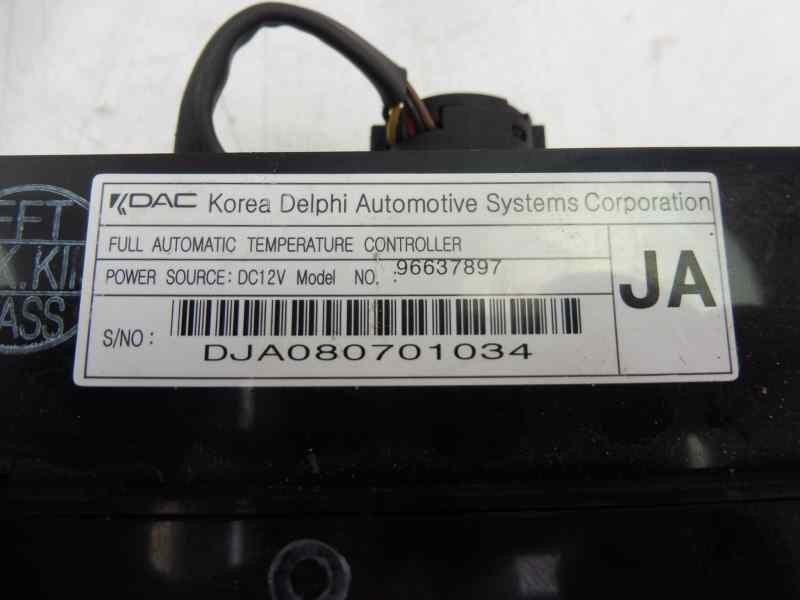 KDAC Korea Delphi Automotive Systems Corporation
FULL AUTOMATIC TEMPERATURE CONTROLLER
POWER SOURCE: DC12V Model NO. : 96637897
JA
S/NO :
DJA080701034